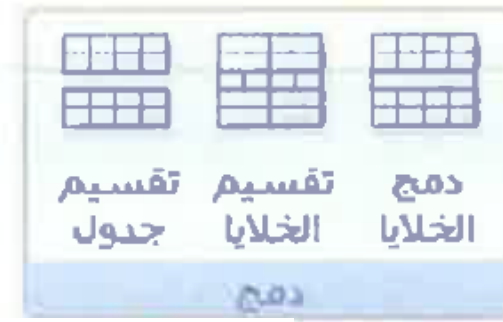 دمج
الخلايا
تقسيم
الخلايا
تقسيم
جدول
دمج